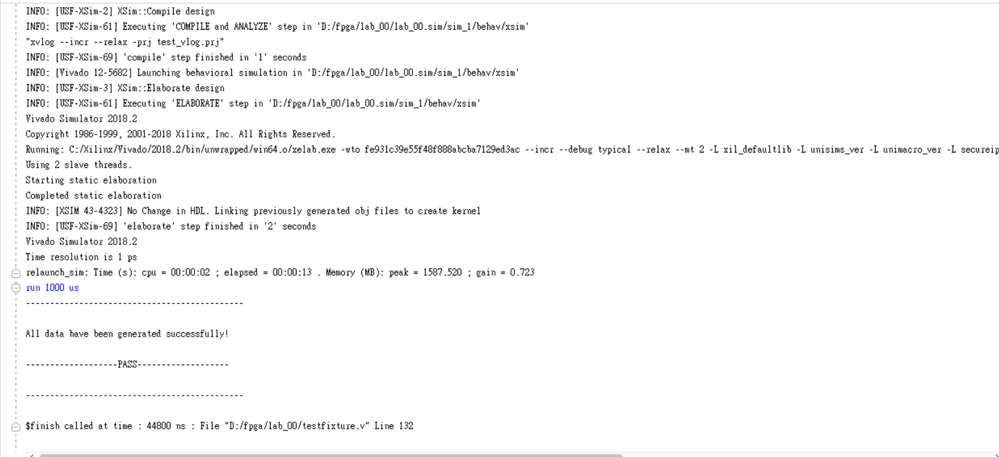 INFO: [USF-XSim-2] XSim::Compile design
INFO: [USF-XSim-61] Executing 'COMPILE and ANALYZE' step in 'D:/fpga/lab_00/lab_00.sim/sim_1/behav/xsim'
"xvlog --incr --relax -prj test_vlog.prj"
INFO: [USF-XSim-69] 'compile' step finished in '1' seconds
INFO: [Vivado 12-5682] Launching behavioral simulation in 'D:/fpga/lab_00/lab_00.sim/sim_1/behav/xsim'
INFO: [USF-XSim-3] XSim::Elaborate design
INFO: [USF-XSim-61] Executing 'ELABORATE' step in 'D:/fpga/lab_00/lab_00.sim/sim_1/behav/xsim'
Vivado Simulator 2018.2
Copyright 1986-1999, 2001-2018 Xilinx, Inc. All Rights Reserved.
Running: C:/Xilinx/Vivado/2018.2/bin/unwrapped/win64.o/xelab.exe -wto fe931c39e55f48f888abcba7129ed3ac --incr --debug typical --relax --mt 2 -L xil_defaultlib -L unisims_ver -L unimacro_ver -L secureip
Using 2 slave threads.
Starting static elaboration
Completed static elaboration
INFO: [XSIM 43-4323] No Change in HDL. Linking previously generated obj files to create kernel
INFO: [USF-XSim-69] 'elaborate' step finished in '2' seconds
Vivado Simulator 2018.2
Time resolution is 1 ps
relaunch_sim: Time (s): cpu = 00:00:02 ; elapsed = 00:00:13 . Memory (MB): peak = 1587.520 ; gain = 0.723
run 1000 us
---------------------------------------------
All data have been generated successfully!
-------------------PASS-------------------
---------------------------------------------
$finish called at time : 44800 ns : File "D:/fpga/lab_00/testfixture.v" Line 132